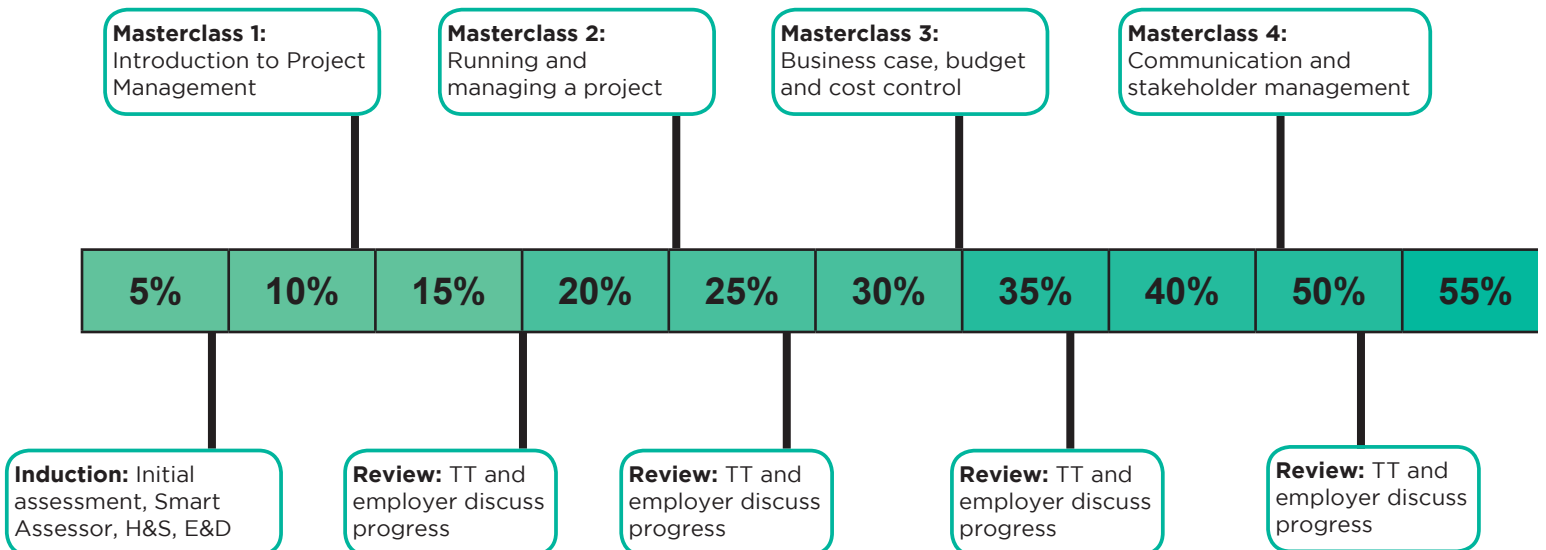 Masterclass 1:
Introduction to Project
Management
Masterclass 2:
Running and
managing a project
Masterclass 3:
Business case, budget
and cost control
Masterclass 4:
Communication and
stakeholder management
5% 10% 15% 20% 25% 30% 35% 40% 50% 55%
Induction: Initial
assessment, Smart
Assessor, H&S, E&D
Review: TT and
employer discuss
progress
Review: TT and
employer discuss
progress
Review: TT and
employer discuss
progress
Review: TT and
employer discuss
progress